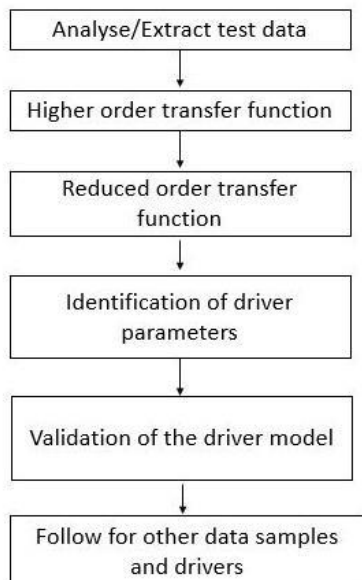 Analyse/Extract test data
Higher order transfer function
Reduced order transfer
function
Identification of driver
parameters
Validation of the driver model
Follow for other data samples
and drivers